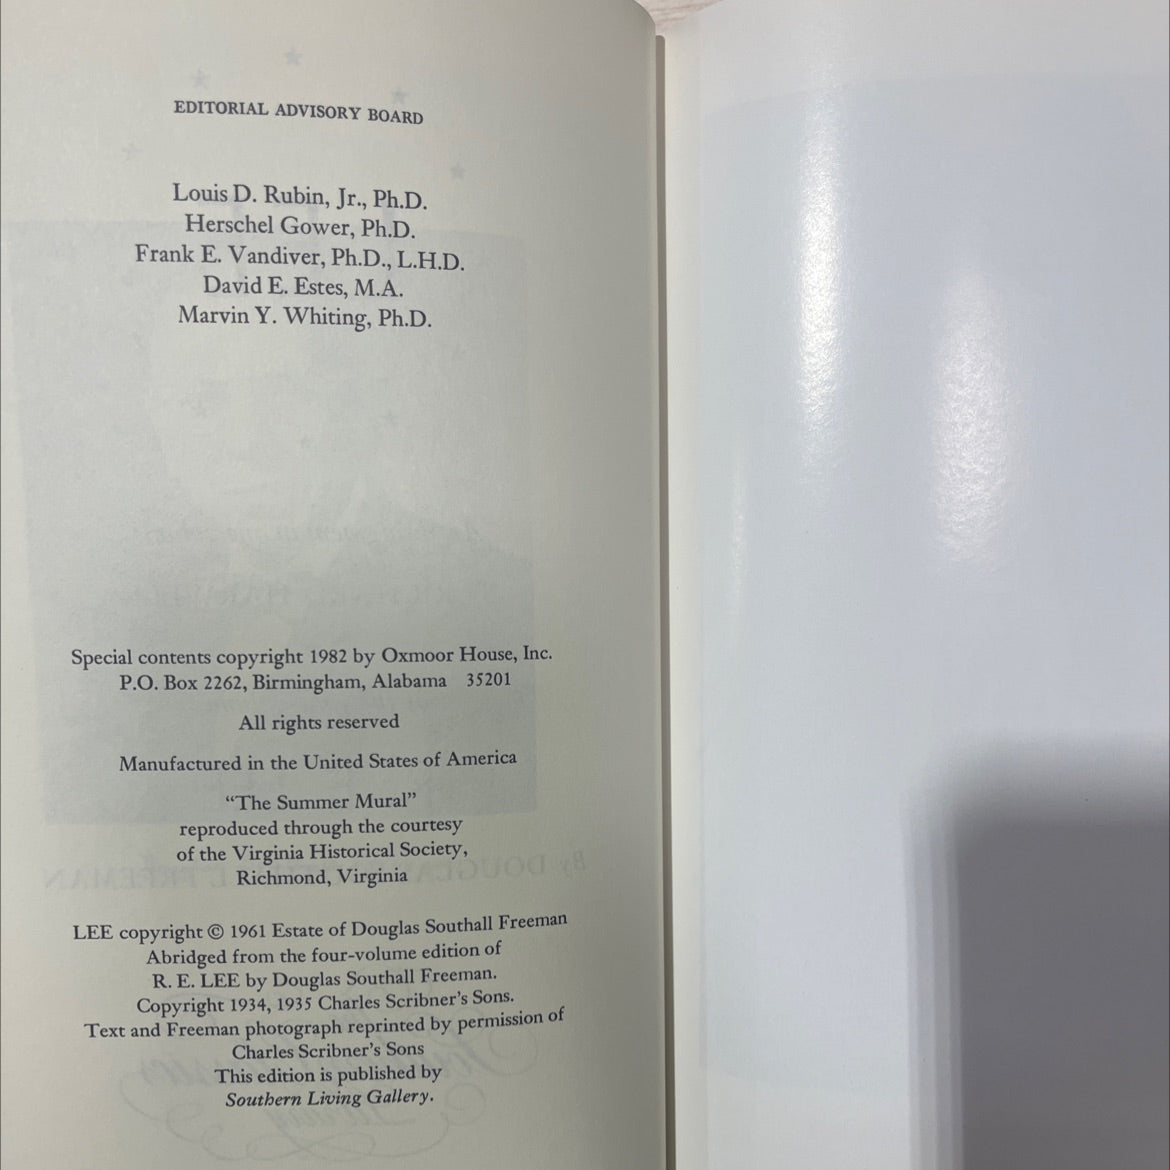 EDITORIAL ADVISORY BOARD
Louis D. Rubin, Jr., Ph.D.
Herschel Gower, Ph.D.
Frank E. Vandiver, Ph.D., L.H.D.
David E. Estes, M.A.
Marvin Y. Whiting, Ph.D.
Special contents copyright 1982 by Oxmoor House, Inc.
P.O. Box 2262, Birmingham, Alabama 35201
All rights reserved
Manufactured in the United States of America
“The Summer Mural”
reproduced through the courtesy
of the Virginia Historical Society,
Richmond, Virginia
LEE copyright © 1961 Estate of Douglas Southall Freeman
Abridged from the four-volume edition of
R. E. LEE by Douglas Southall Freeman.
Copyright 1934, 1935 Charles Scribner’s Sons.
Text and Freeman photograph reprinted by permission of
Charles Scribner’s Sons
This edition is published by
Southern Living Gallery.